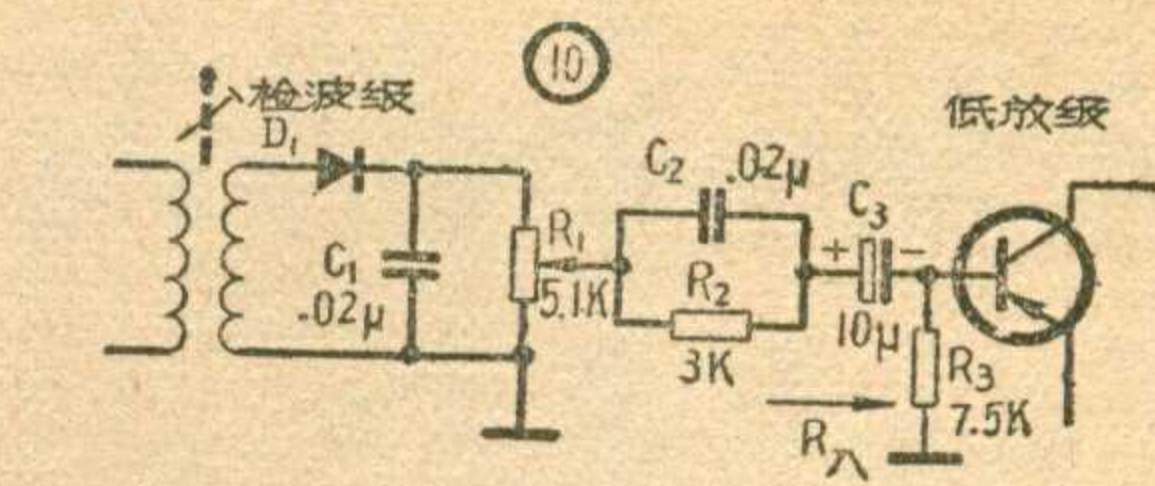 10
检波级
D₁
低放级
C₂ .02μ
C₃
R₁
5.1K
C₁
.02μ
+ -
R₂
3K
10μ
R₃
7.5K
R入